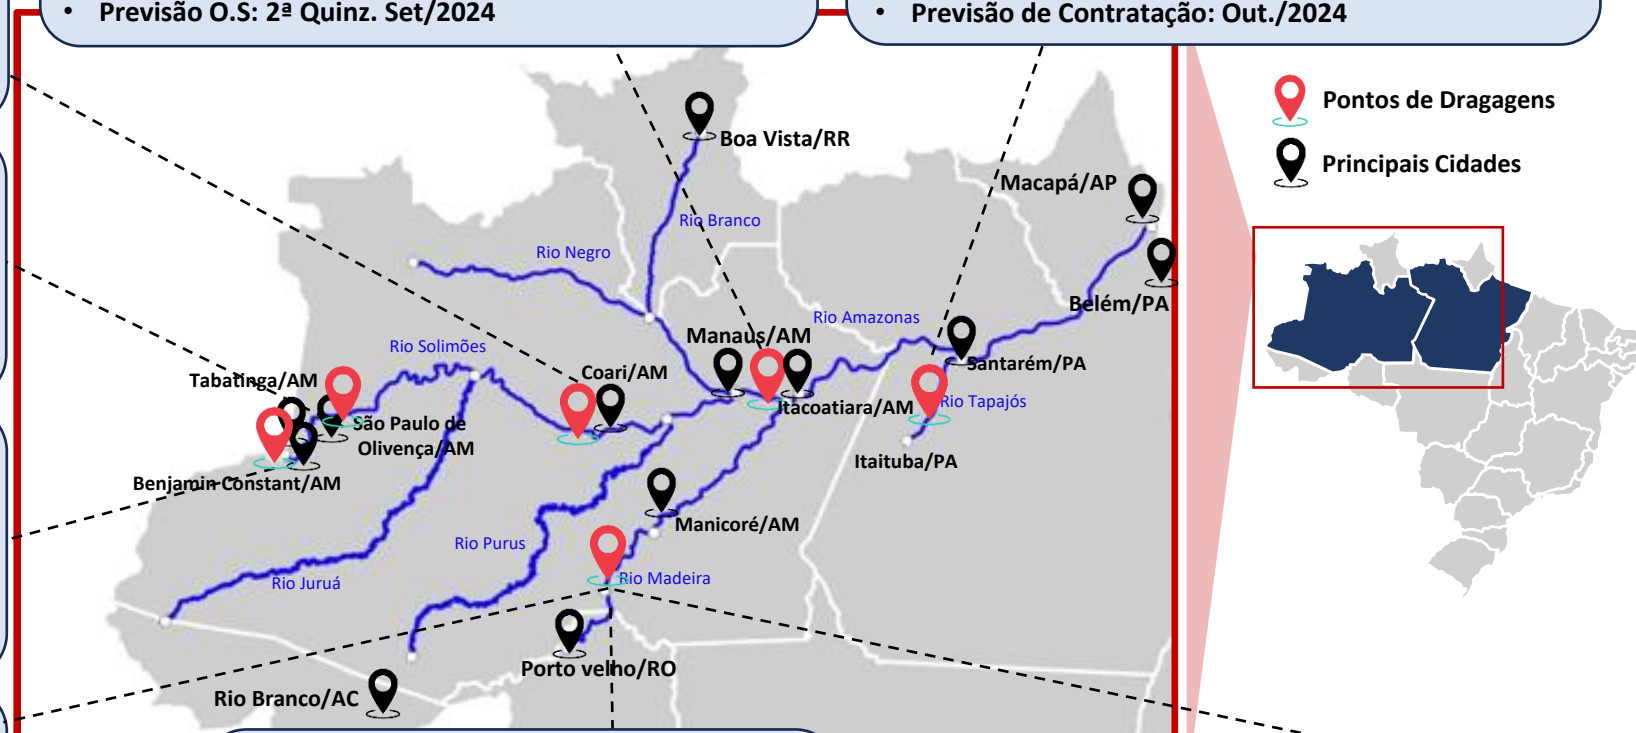 • Previsão O.S: 2ª Quinz. Set/2024
• Previsão de Contratação: Out./2024
Pontos de Dragagens
Principais Cidades
Boa Vista/RR
Macapá/AP
Rio Branco
Rio Negro
Belém/PA
Rio Amazonas
Manaus/AM
Rio Solimões
Santarém/PA
Coari/AM
Tabatinga/AM
Itacoatiara/AM
Rio Tapajós
São Paulo de
Olivença/AM
Itaituba/PA
Benjamin Constant/AM
Manicoré/AM
Rio Purus
Rio Madeira
Rio Juruá
Porto velho/RO
Rio Branco/AC